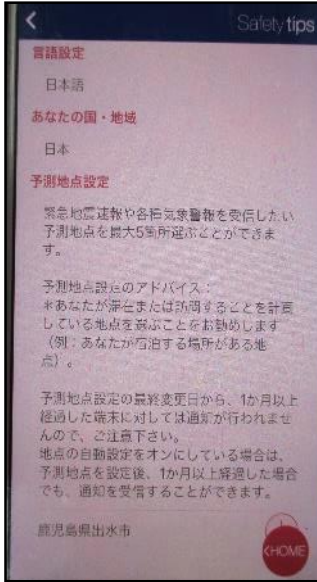 Safety tips
言語設定
日本語
あなたの国・地域
日本
予測地点設定
緊急地震速報や各種気象警報を受信したい
予測地点を最大5箇所選ぶことができま
す。
予測地点設定のアドバイス：
＊あなたが滞在または訪問することを計画
している地点を選ぶことをお勧めします
（例：あなたが宿泊する場所がある地
点）。
予測地点設定の最終変更日から、1か月以上
経過した端末に対しては通知が行われませ
んので、ご注意下さい。
地点の自動設定をオンにしている場合は、
予測地点を設定後、1か月以上経過した場合
でも、通知を受信することができます。
鹿児島県出水市
<HOME